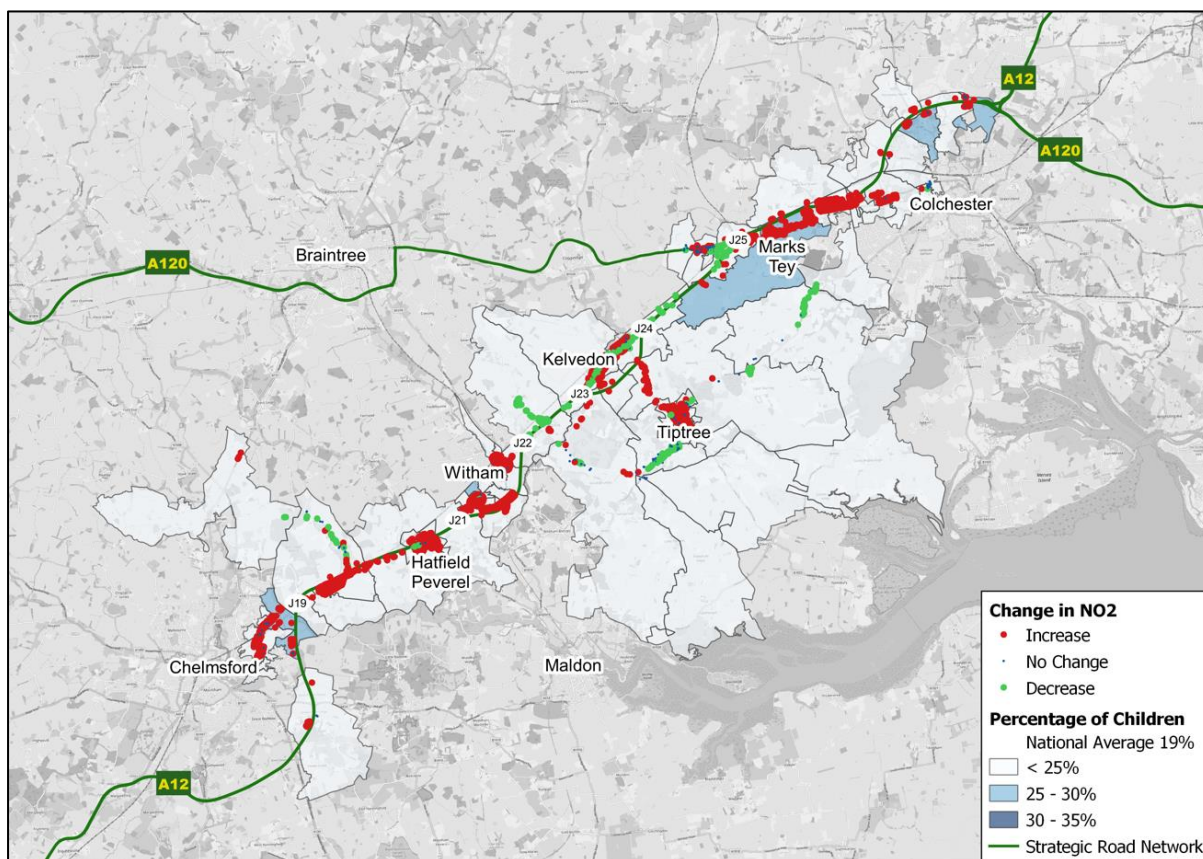 A12
A120
Colchester
J25
Marks
Tey
Braintree
A120
J24
Kelvedon
J23
Tiptree
J22
Witham
J21
Hatfield
Peverel
J19
Chelmsford
Maldon
A12
Change in NO2
Increase
No Change
Decrease
Percentage of Children
National Average 19%
< 25%
25 - 30%
30 - 35%
Strategic Road Network